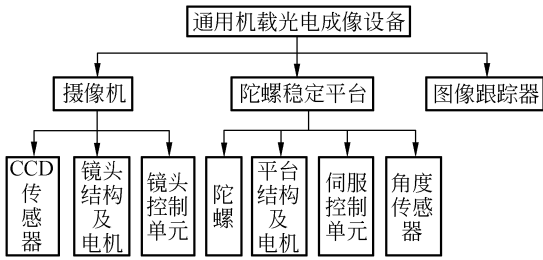 通用机载光电成像设备
摄像机
陀螺稳定平台
图像跟踪器
CCD
传
感
器
镜头
结构
及
电机
镜头
控制
单元
陀
螺
平台
结构
及
电机
伺服
控制
单元
角度
传感
器